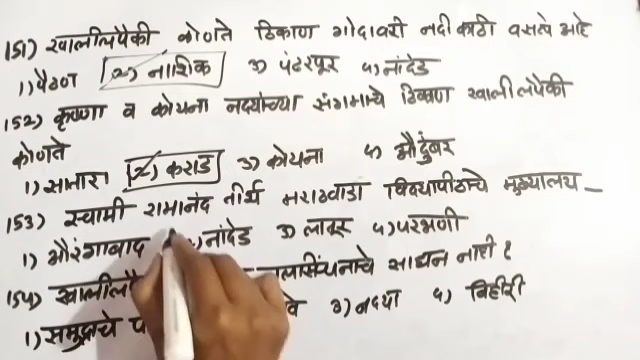 151) खालीलपैकी कोणते ठिकाण गोदावरी नदी काठी वसले आहे
1) पैठण 2) नाशिक 3) पंढरपूर 4) नांदेड
152) कृष्णा व कोयना नद्यांच्या संगमाचे ठिकाण खालीलपैकी
कोणते
1) सातारा 2) कराड 3) कोयना 4) औदुंबर
153) स्वामी रामानंद तीर्थ मराठवाडा विद्यापीठाचे मुख्यालय _
1) औरंगाबाद 2) नांदेड 3) लातूर 4) परभणी
154) साधन नाही ?
1) समुद्राचे 3) नद्या 4) विहीरी